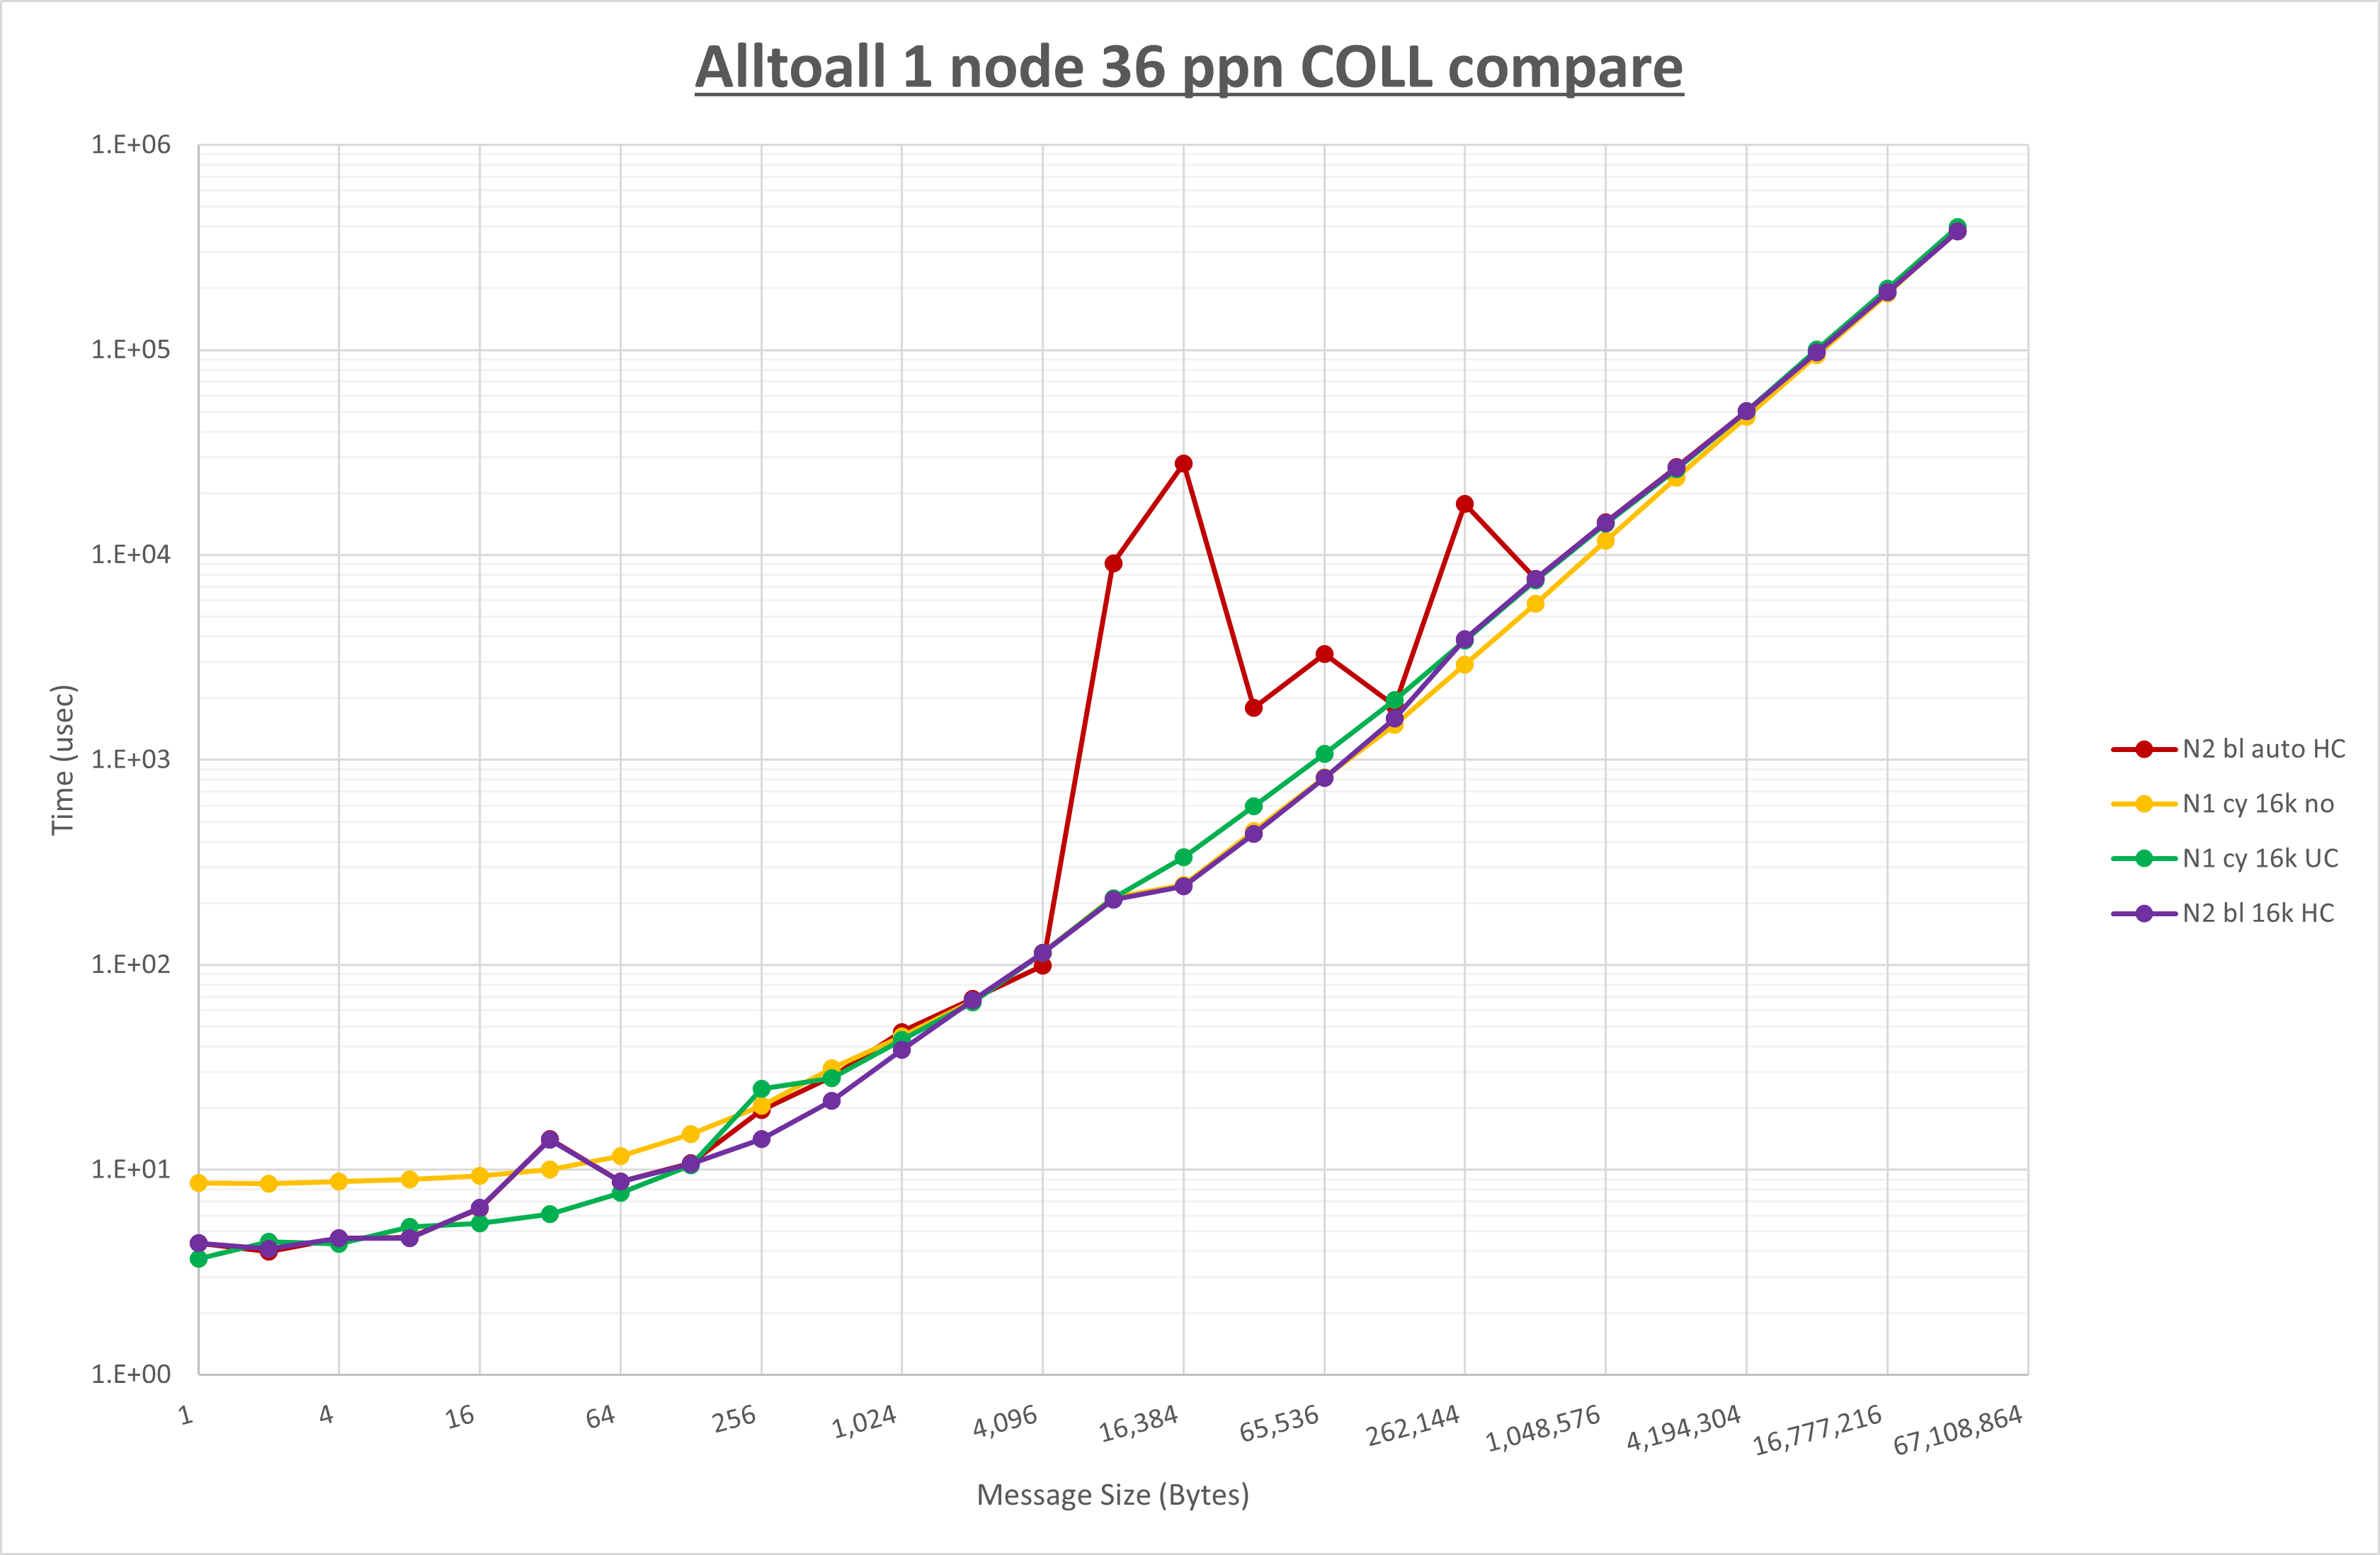 Alltoall 1 node 36 ppn COLL compare
1.E+06
1.E+05
1.E+04
1.E+03
1.E+02
1.E+01
1.E+00
Time (usec)
1
4
16
64
256
1,024
4,096
16,384
65,536
262,144
1,048,576
4,194,304
16,777,216
67,108,864
Message Size (Bytes)
N2 bl auto HC
N1 cy 16k no
N1 cy 16k UC
N2 bl 16k HC